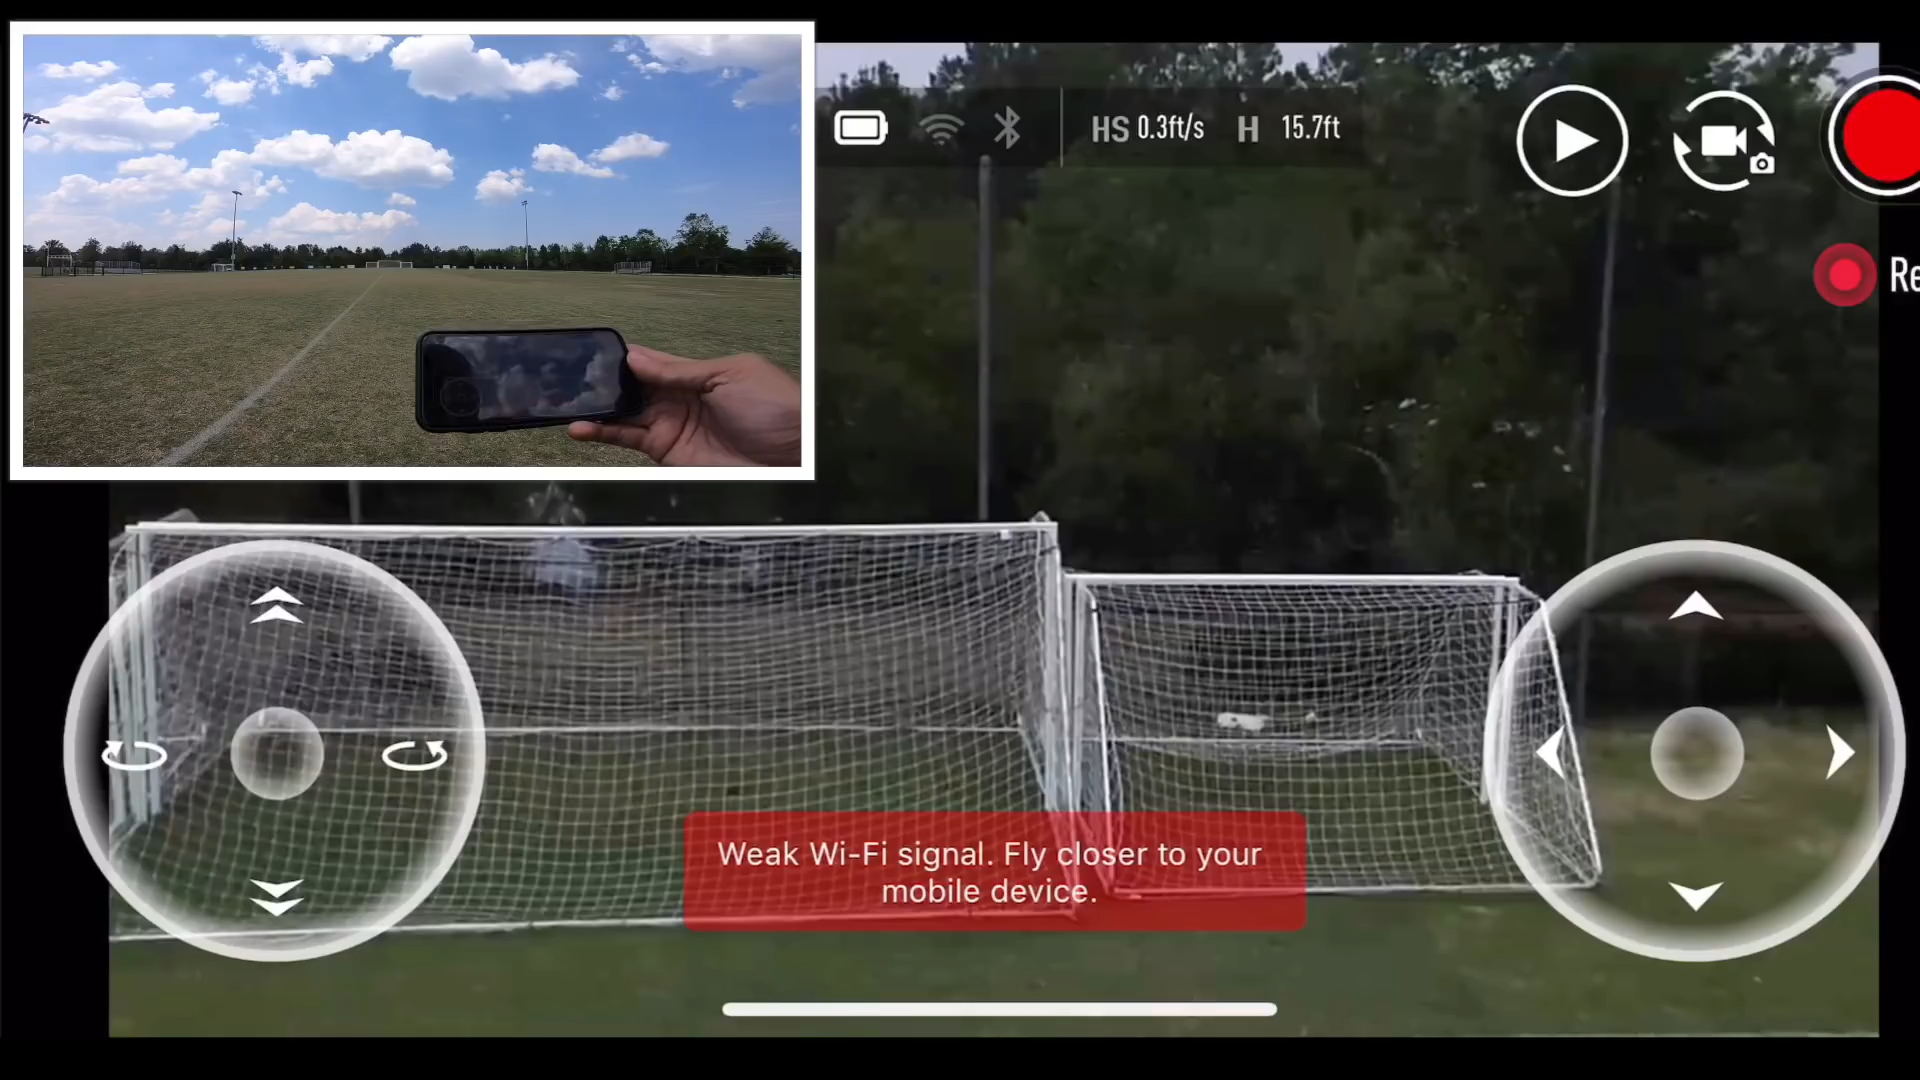 HS 0.3ft/s H 15.7ft
Re
Weak Wi-Fi signal. Fly closer to your
mobile device.